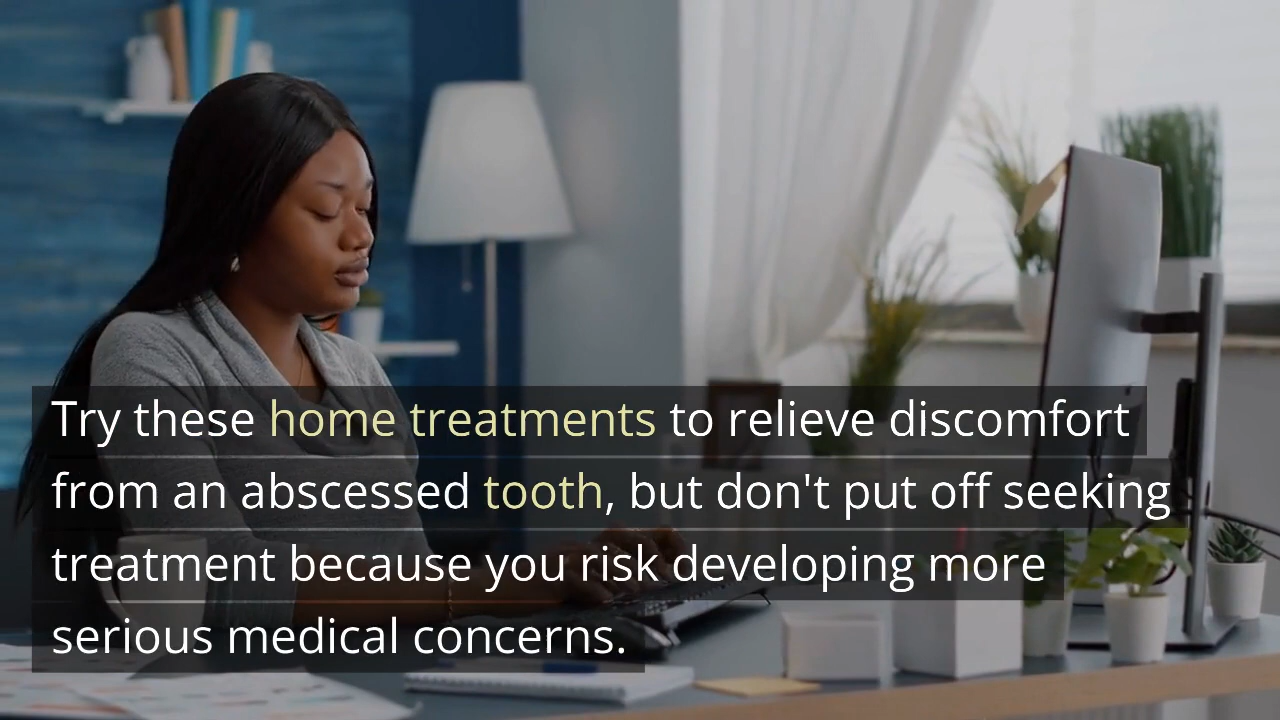 Try these home treatments to relieve discomfort
from an abscessed tooth, but don't put off seeking
treatment because you risk developing more
serious medical concerns.